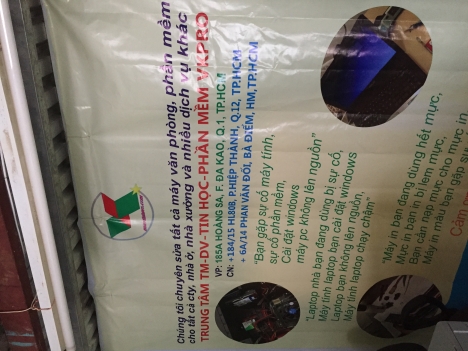 Chúng tôi chuyên sửa tất cả máy văn phòng, phần mềm
cho tất cả cty, nhà ở, nhà xưởng và nhiều dịch vụ khác
TRUNG TÂM TM-DV-TIN HỌC-PHẦN MỀM VKPRO
VP: 185A HOÀNG SA, F. ĐA KAO, Q.1, TP.HCM
CN: +184/15 HL80B, P.HIỆP THÀNH, Q.12, TP.HCM
+ 6A/14 PHAN VĂN ĐỐI, BÀ ĐIỂM, HM,TP.HCM
"Bạn gặp sự cố máy tính,
sự cố phần mềm,
Cài đặt windows
máy pc không lên nguồn"
"Laptop nhà bạn đang dùng bị sự cố,
Máy tính laptop bạn cài đặt windows
Laptop bạn không lên nguồn,
máy tính laptop chạy chậm"
"Máy in bạn đang dùng hết mực,
Mực in bạn in bị lem mực,
Bạn cần nạp mực cho mực in
Máy in màu bạn gặp